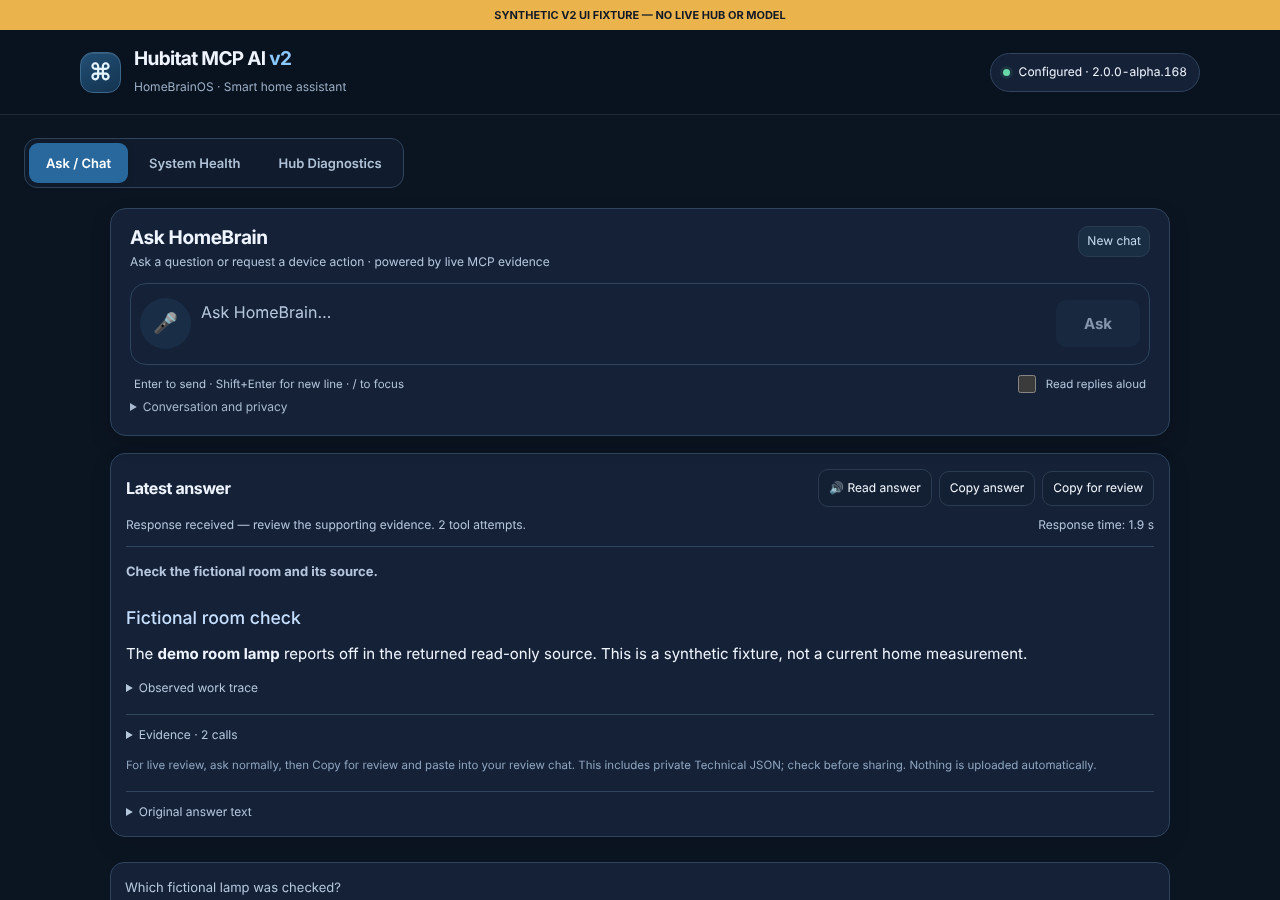 SYNTHETIC V2 UI FIXTURE — NO LIVE HUB OR MODEL
Hubitat MCP AI v2
HomeBrainOS · Smart home assistant
Configured · 2.0.0-alpha.168
Ask / Chat
System Health
Hub Diagnostics
Ask HomeBrain
Ask a question or request a device action · powered by live MCP evidence
New chat
Ask HomeBrain...
Ask
Enter to send · Shift+Enter for new line · / to focus
Read replies aloud
Conversation and privacy
Latest answer
Read answer
Copy answer
Copy for review
Response received — review the supporting evidence. 2 tool attempts.
Response time: 1.9 s
Check the fictional room and its source.
Fictional room check
The demo room lamp reports off in the returned read-only source. This is a synthetic fixture, not a current home measurement.
Observed work trace
Evidence · 2 calls
For live review, ask normally, then Copy for review and paste into your review chat. This includes private Technical JSON; check before sharing. Nothing is uploaded automatically.
Original answer text
Which fictional lamp was checked?